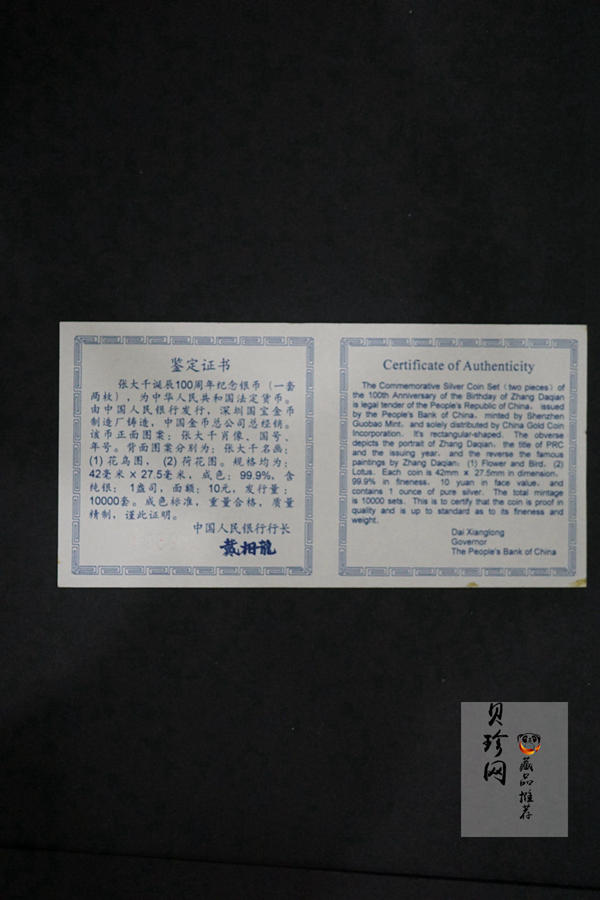 鉴定证书
张大千诞辰100周年纪念银币（一套
两枚），为中华人民共和国法定货币。
由中国人民银行发行，深圳国宝金币
制造厂铸造，中国金币总公司总经销。
该币正面图案：张大千肖像、国号、
年号。背面图案分别为：张大千名画：
(1) 花鸟图， (2) 荷花图。规格均为：
42毫米 X 27.5毫米，成色：99.9%，含
纯银：1盎司，面额：10元，发行量：
10000套。成色标准，重量合格，质量
精制，谨此证明。
中国人民银行行长
戴相龍
Certificate of Authenticity
The Commemorative Silver Coin Set (two pieces) of
the 100th Anniversary of the Birthday of Zhang Daqian
is legal tender of the People's Republic of China, issued
by the People's Bank of China, minted by Shenzhen
Guobao Mint, and solely distributed by China Gold Coin
Incorporation. It's rectangular-shaped. The obverse
depicts the portrait of Zhang Daqian, the title of PRC
and the issuing year, and the reverse the famous
paintings by Zhang Daqian. (1) Flower and Bird, (2)
Lotus. Each coin is 42mm x 27.5mm in dimension,
99.9% in fineness, 10 yuan in face value, and
contains 1 ounce of pure silver. The total mintage
is 10000 sets. This is to certify that the coin is proof in
quality and is up to standard as to its fineness and
weight.
Dai Xianglong
Governor
The People's Bank of China
贝珍网
藏品推荐